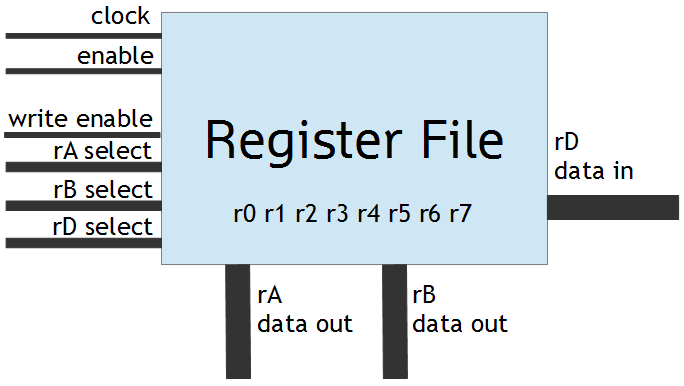 clock
enable
write enable
rA select
rB select
rD select
Register File
r0 r1 r2 r3 r4 r5 r6 r7
rD
data in
rA
data out
rB
data out